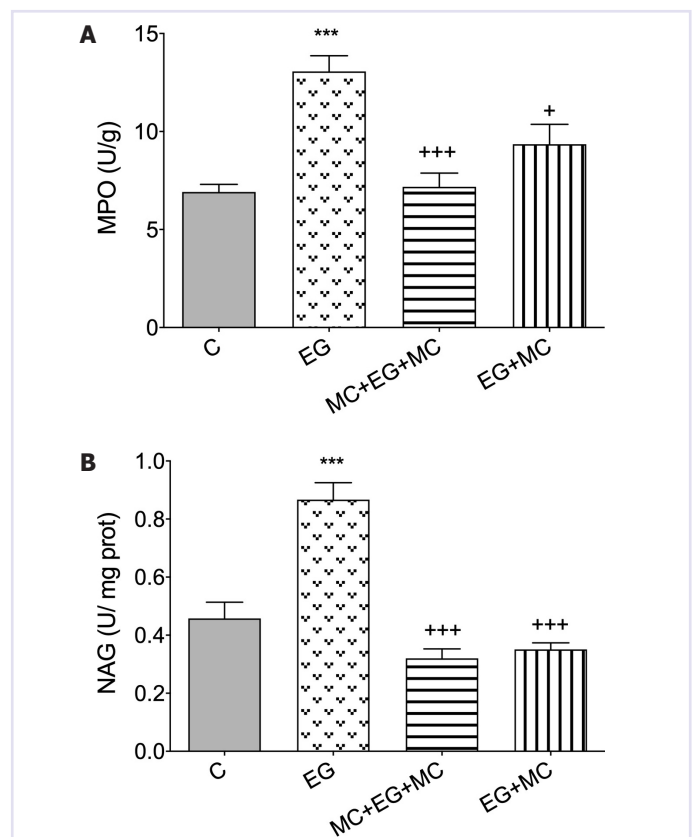 A
MPO (U/g)
15
10
5
0
***
+++
+
C
EG
MC+EG+MC
EG+MC
B
NAG (U/ mg prot)
1.0
0.8
0.6
0.4
0.2
0.0
***
+++
+++
C
EG
MC+EG+MC
EG+MC